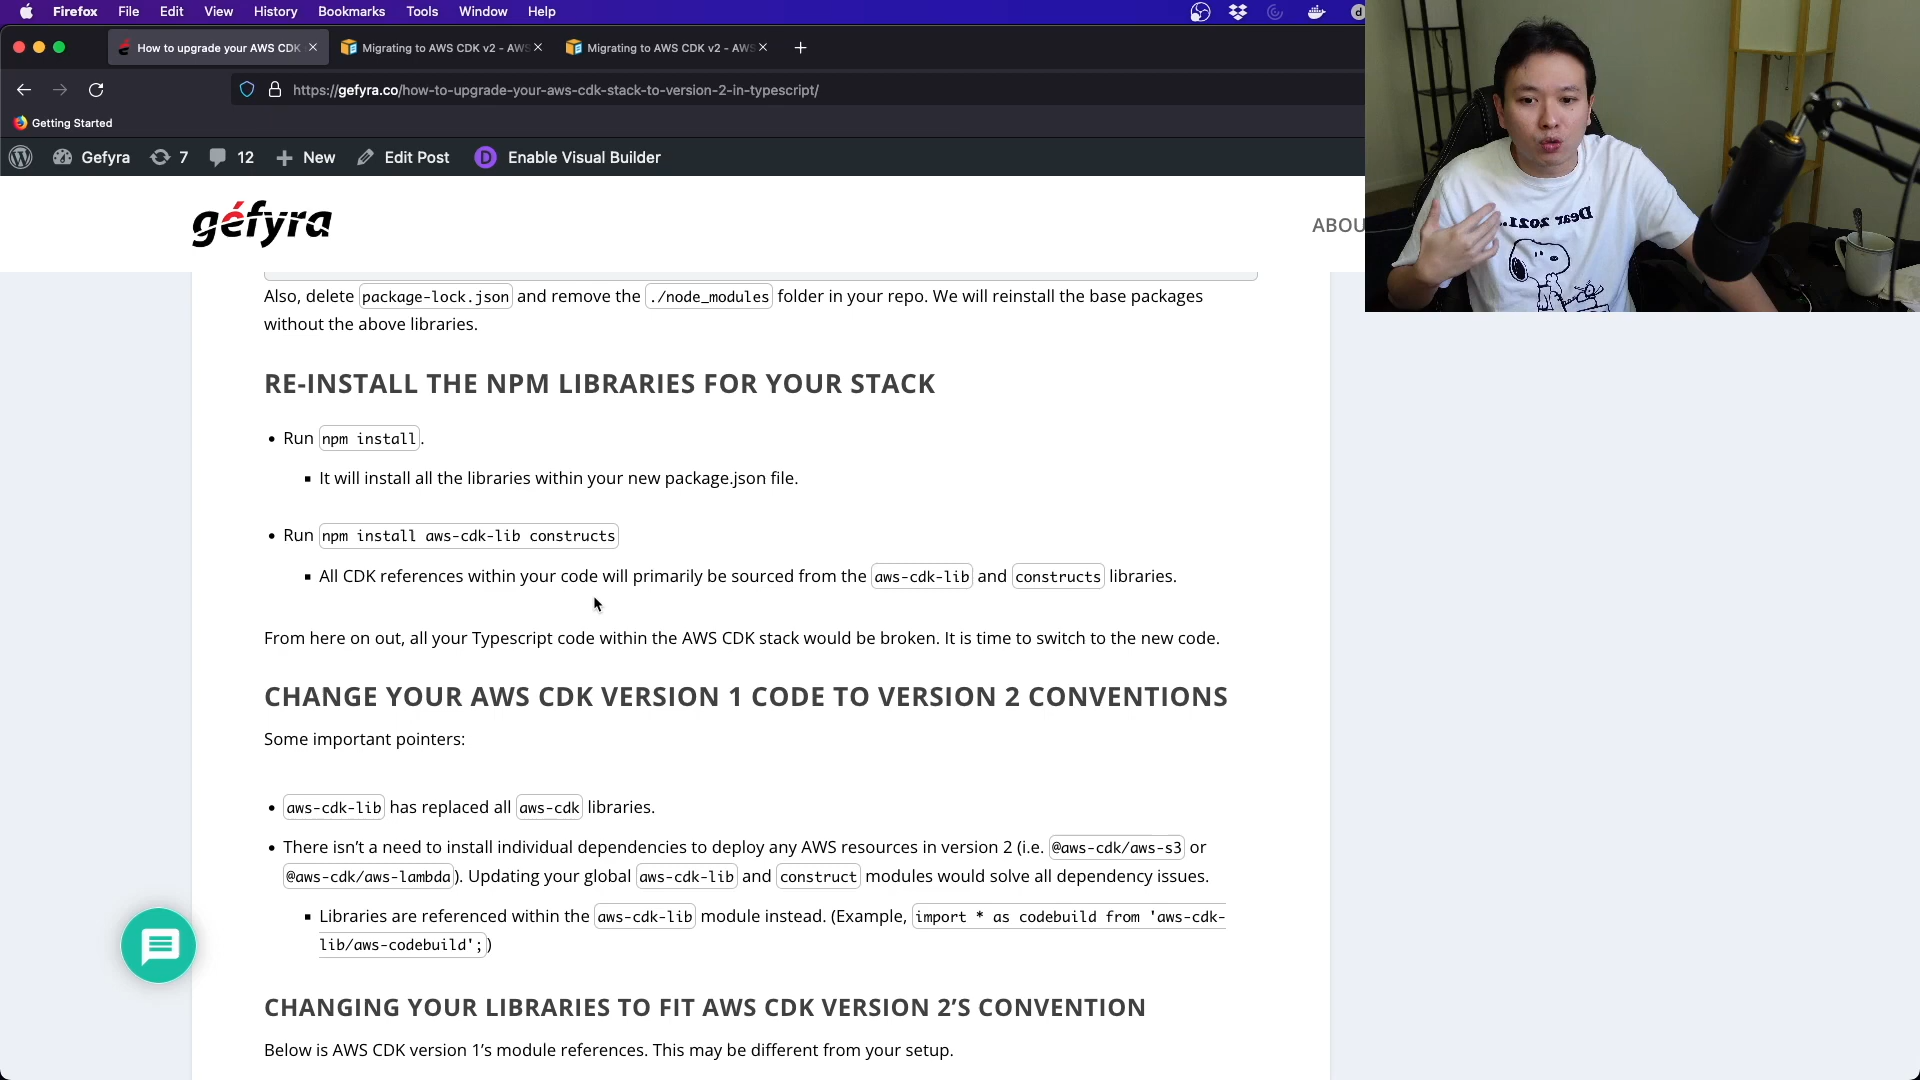 Firefox File Edit View History Bookmarks Tools Window Help
How to upgrade your AWS CDK
Migrating to AWS CDK v2 - AWS
Migrating to AWS CDK v2 - AWS
https://gefyra.co/how-to-upgrade-your-aws-cdk-stack-to-version-2-in-typescript/
Getting Started
Gefyra 7 12 New Edit Post D Enable Visual Builder
géfyra
ABOU
Dear 2021...
Also, delete package-lock.json and remove the ./node_modules folder in your repo. We will reinstall the base packages
without the above libraries.
RE-INSTALL THE NPM LIBRARIES FOR YOUR STACK
• Run npm install.
▪ It will install all the libraries within your new package.json file.
• Run npm install aws-cdk-lib constructs
▪ All CDK references within your code will primarily be sourced from the aws-cdk-lib and constructs libraries.
From here on out, all your Typescript code within the AWS CDK stack would be broken. It is time to switch to the new code.
CHANGE YOUR AWS CDK VERSION 1 CODE TO VERSION 2 CONVENTIONS
Some important pointers:
• aws-cdk-lib has replaced all aws-cdk libraries.
• There isn’t a need to install individual dependencies to deploy any AWS resources in version 2 (i.e. @aws-cdk/aws-s3 or
@aws-cdk/aws-lambda). Updating your global aws-cdk-lib and construct modules would solve all dependency issues.
▪ Libraries are referenced within the aws-cdk-lib module instead. (Example, import * as codebuild from 'aws-cdk-
lib/aws-codebuild';)
CHANGING YOUR LIBRARIES TO FIT AWS CDK VERSION 2’S CONVENTION
Below is AWS CDK version 1’s module references. This may be different from your setup.